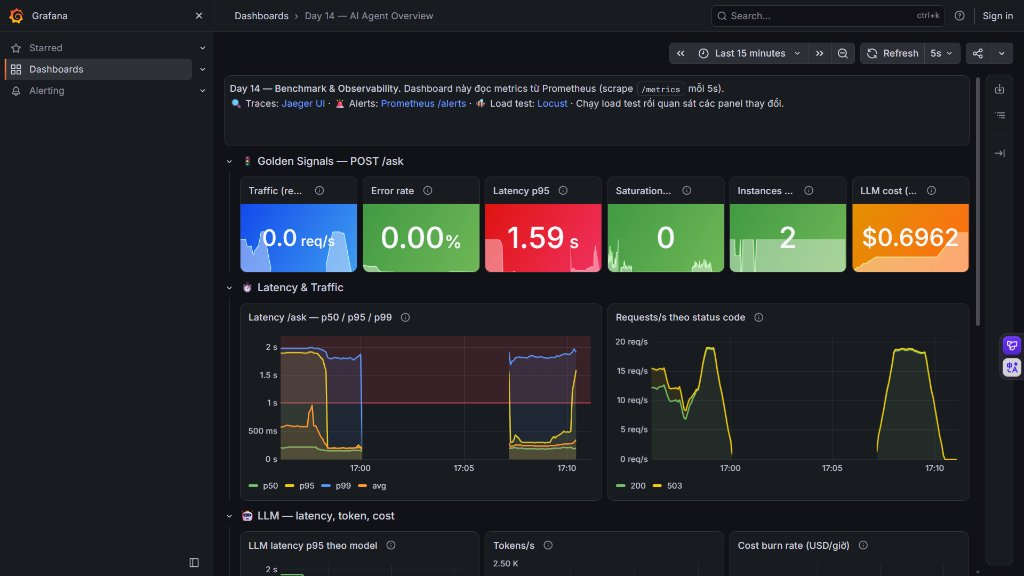 Grafana
Dashboards › Day 14 — AI Agent Overview
Search...
ctrl+k
Sign in
Starred
Dashboards
Alerting
Last 15 minutes
Refresh
5s
Day 14 — Benchmark & Observability. Dashboard này đọc metrics từ Prometheus (scrape /metrics mỗi 5s).
Traces: Jaeger UI · Alerts: Prometheus /alerts · Load test: Locust · Chạy load test rồi quan sát các panel thay đổi.
Golden Signals — POST /ask
Traffic (re...
Error rate
Latency p95
Saturation...
Instances ...
LLM cost (...
0.0 req/s
0.00%
1.59 s
0
2
$0.6962
Latency & Traffic
Latency /ask — p50 / p95 / p99
2 s
1.5 s
1 s
500 ms
0 s
17:00
17:05
17:10
p50
p95
p99
avg
Requests/s theo status code
20 req/s
15 req/s
10 req/s
5 req/s
0 req/s
17:00
17:05
17:10
200
503
LLM — latency, token, cost
LLM latency p95 theo model
2 s
Tokens/s
2.50 K
Cost burn rate (USD/giờ)